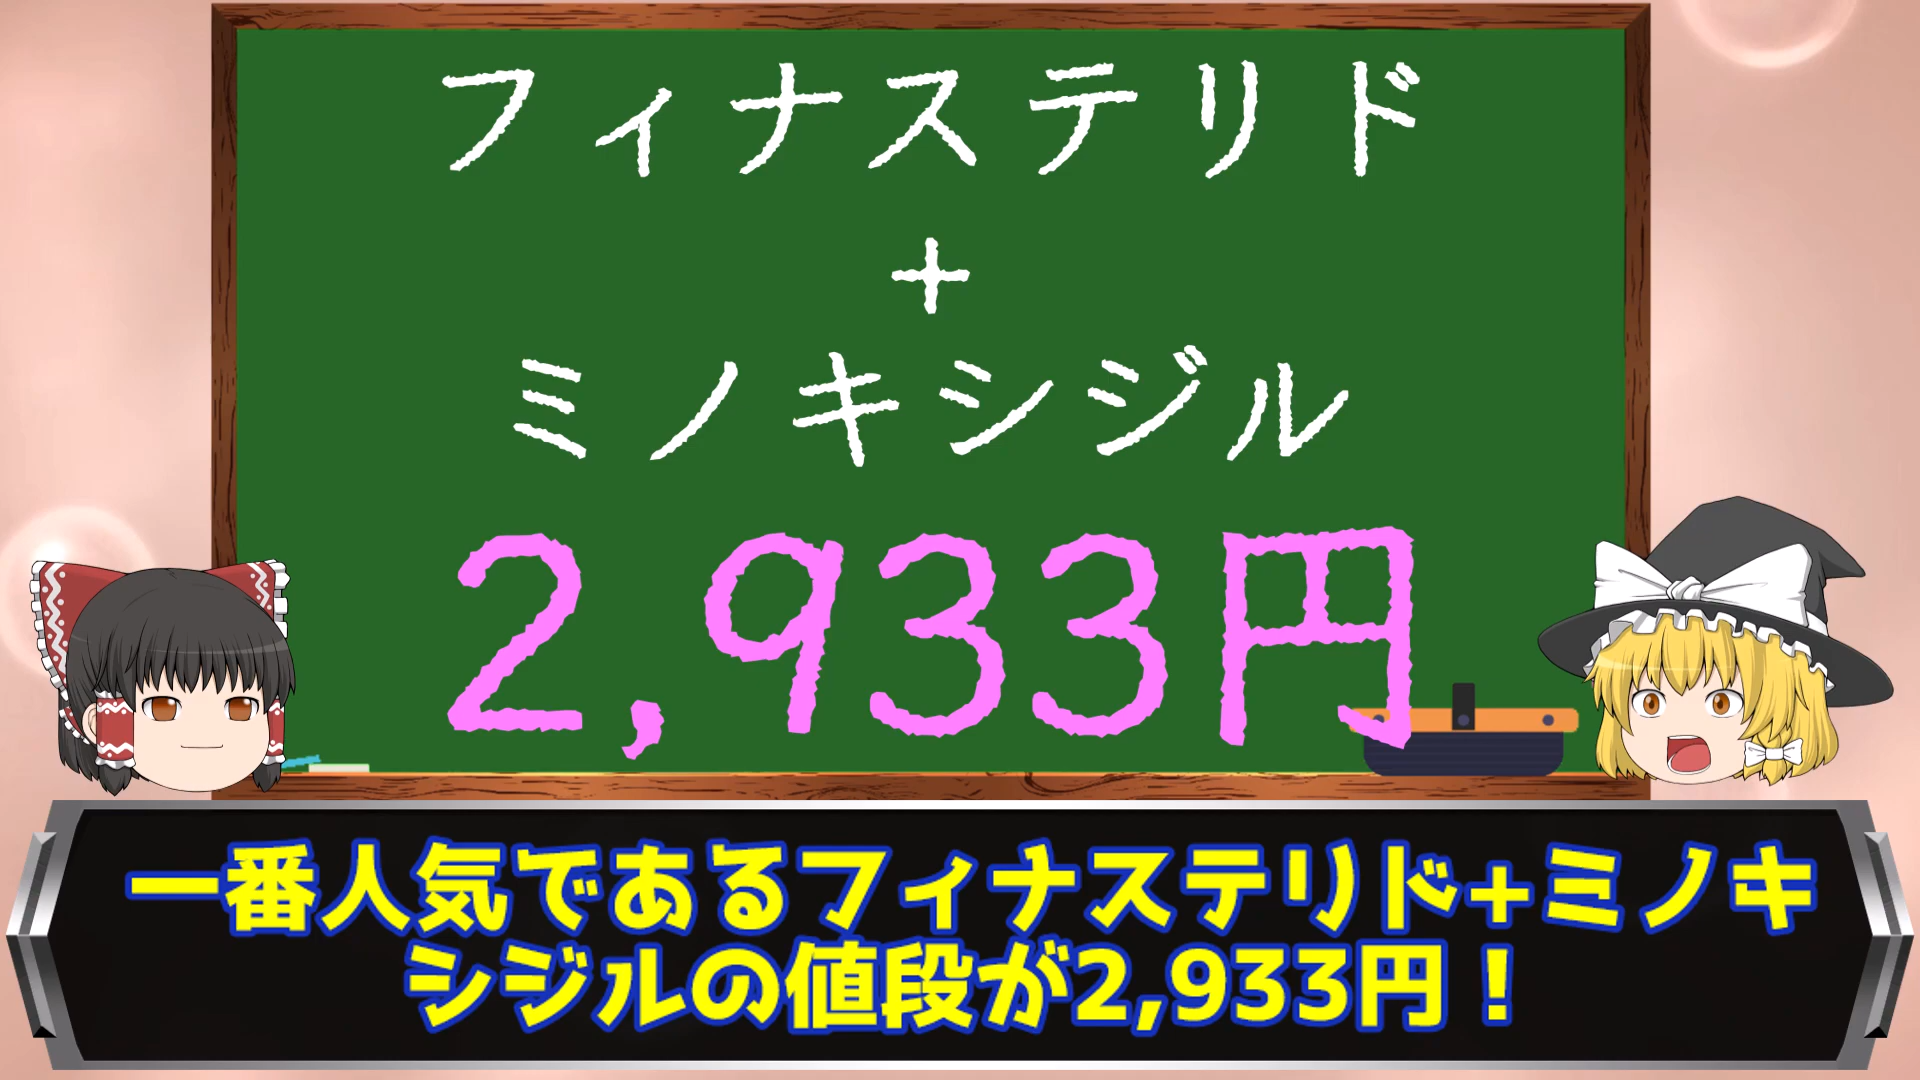 フィナステリド
+
ミノキシジル
2,933円
一番人気であるフィナステリド+ミノキ
シジルの値段が2,933円！